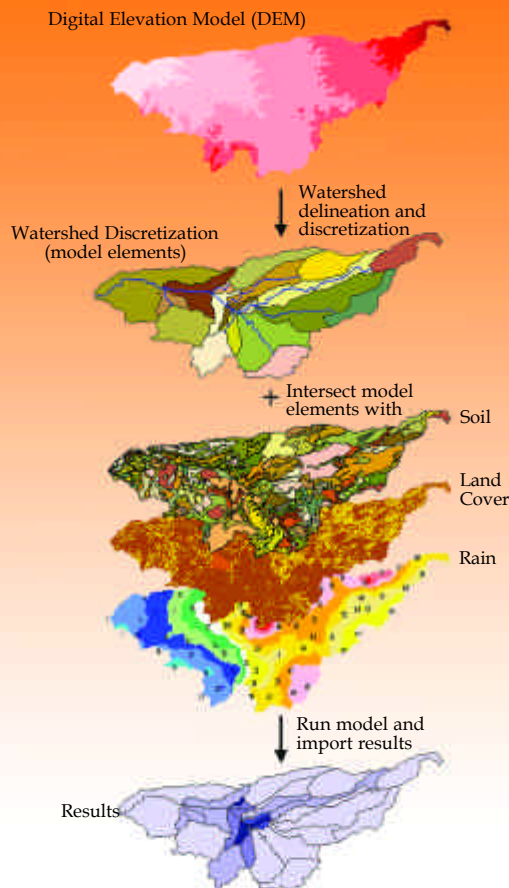 Digital Elevation Model (DEM)
Watershed
delineation and
discretization
Watershed Discretization
(model elements)
+
Intersect model
elements with
Soil
Land
Cover
Rain
Run model and
import results
Results